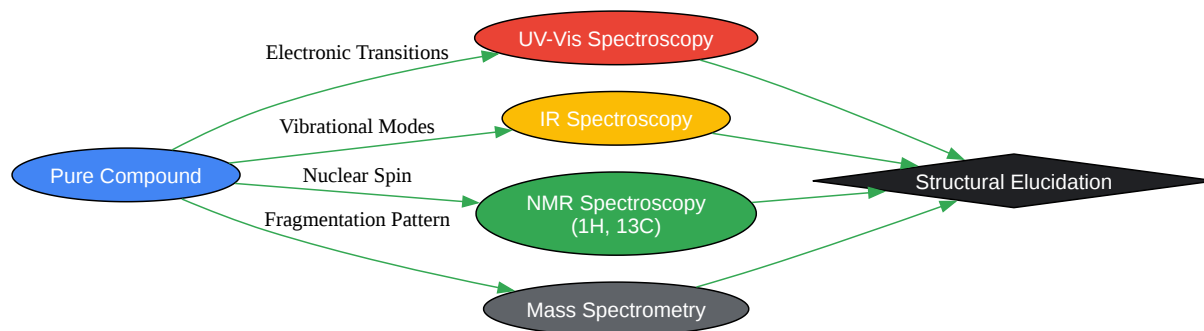 UV-Vis Spectroscopy
Electronic Transitions
IR Spectroscopy
Vibrational Modes
Pure Compound
Nuclear Spin
NMR Spectroscopy
(1H, 13C)
Structural Elucidation
Fragmentation Pattern
Mass Spectrometry